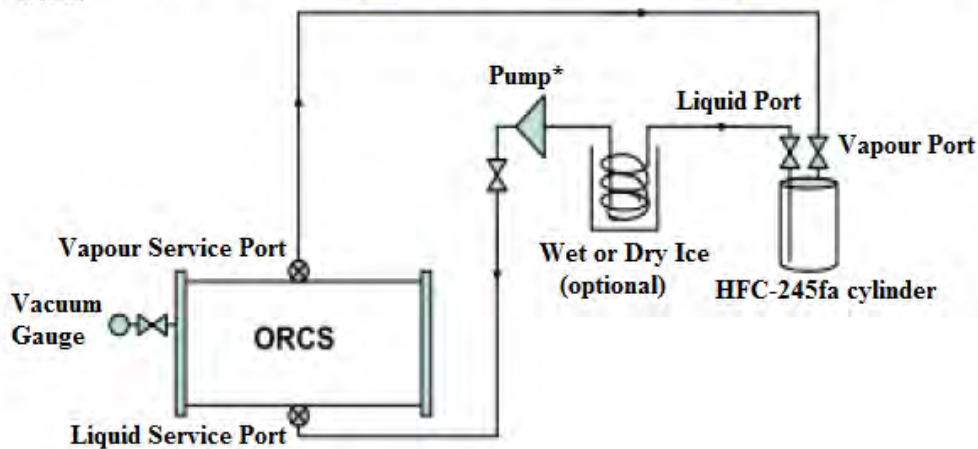 Pump*
Liquid Port
Vapour Port
Vapour Service Port
Wet or Dry Ice
(optional)
HFC-245fa cylinder
Vacuum
Gauge
ORCS
Liquid Service Port